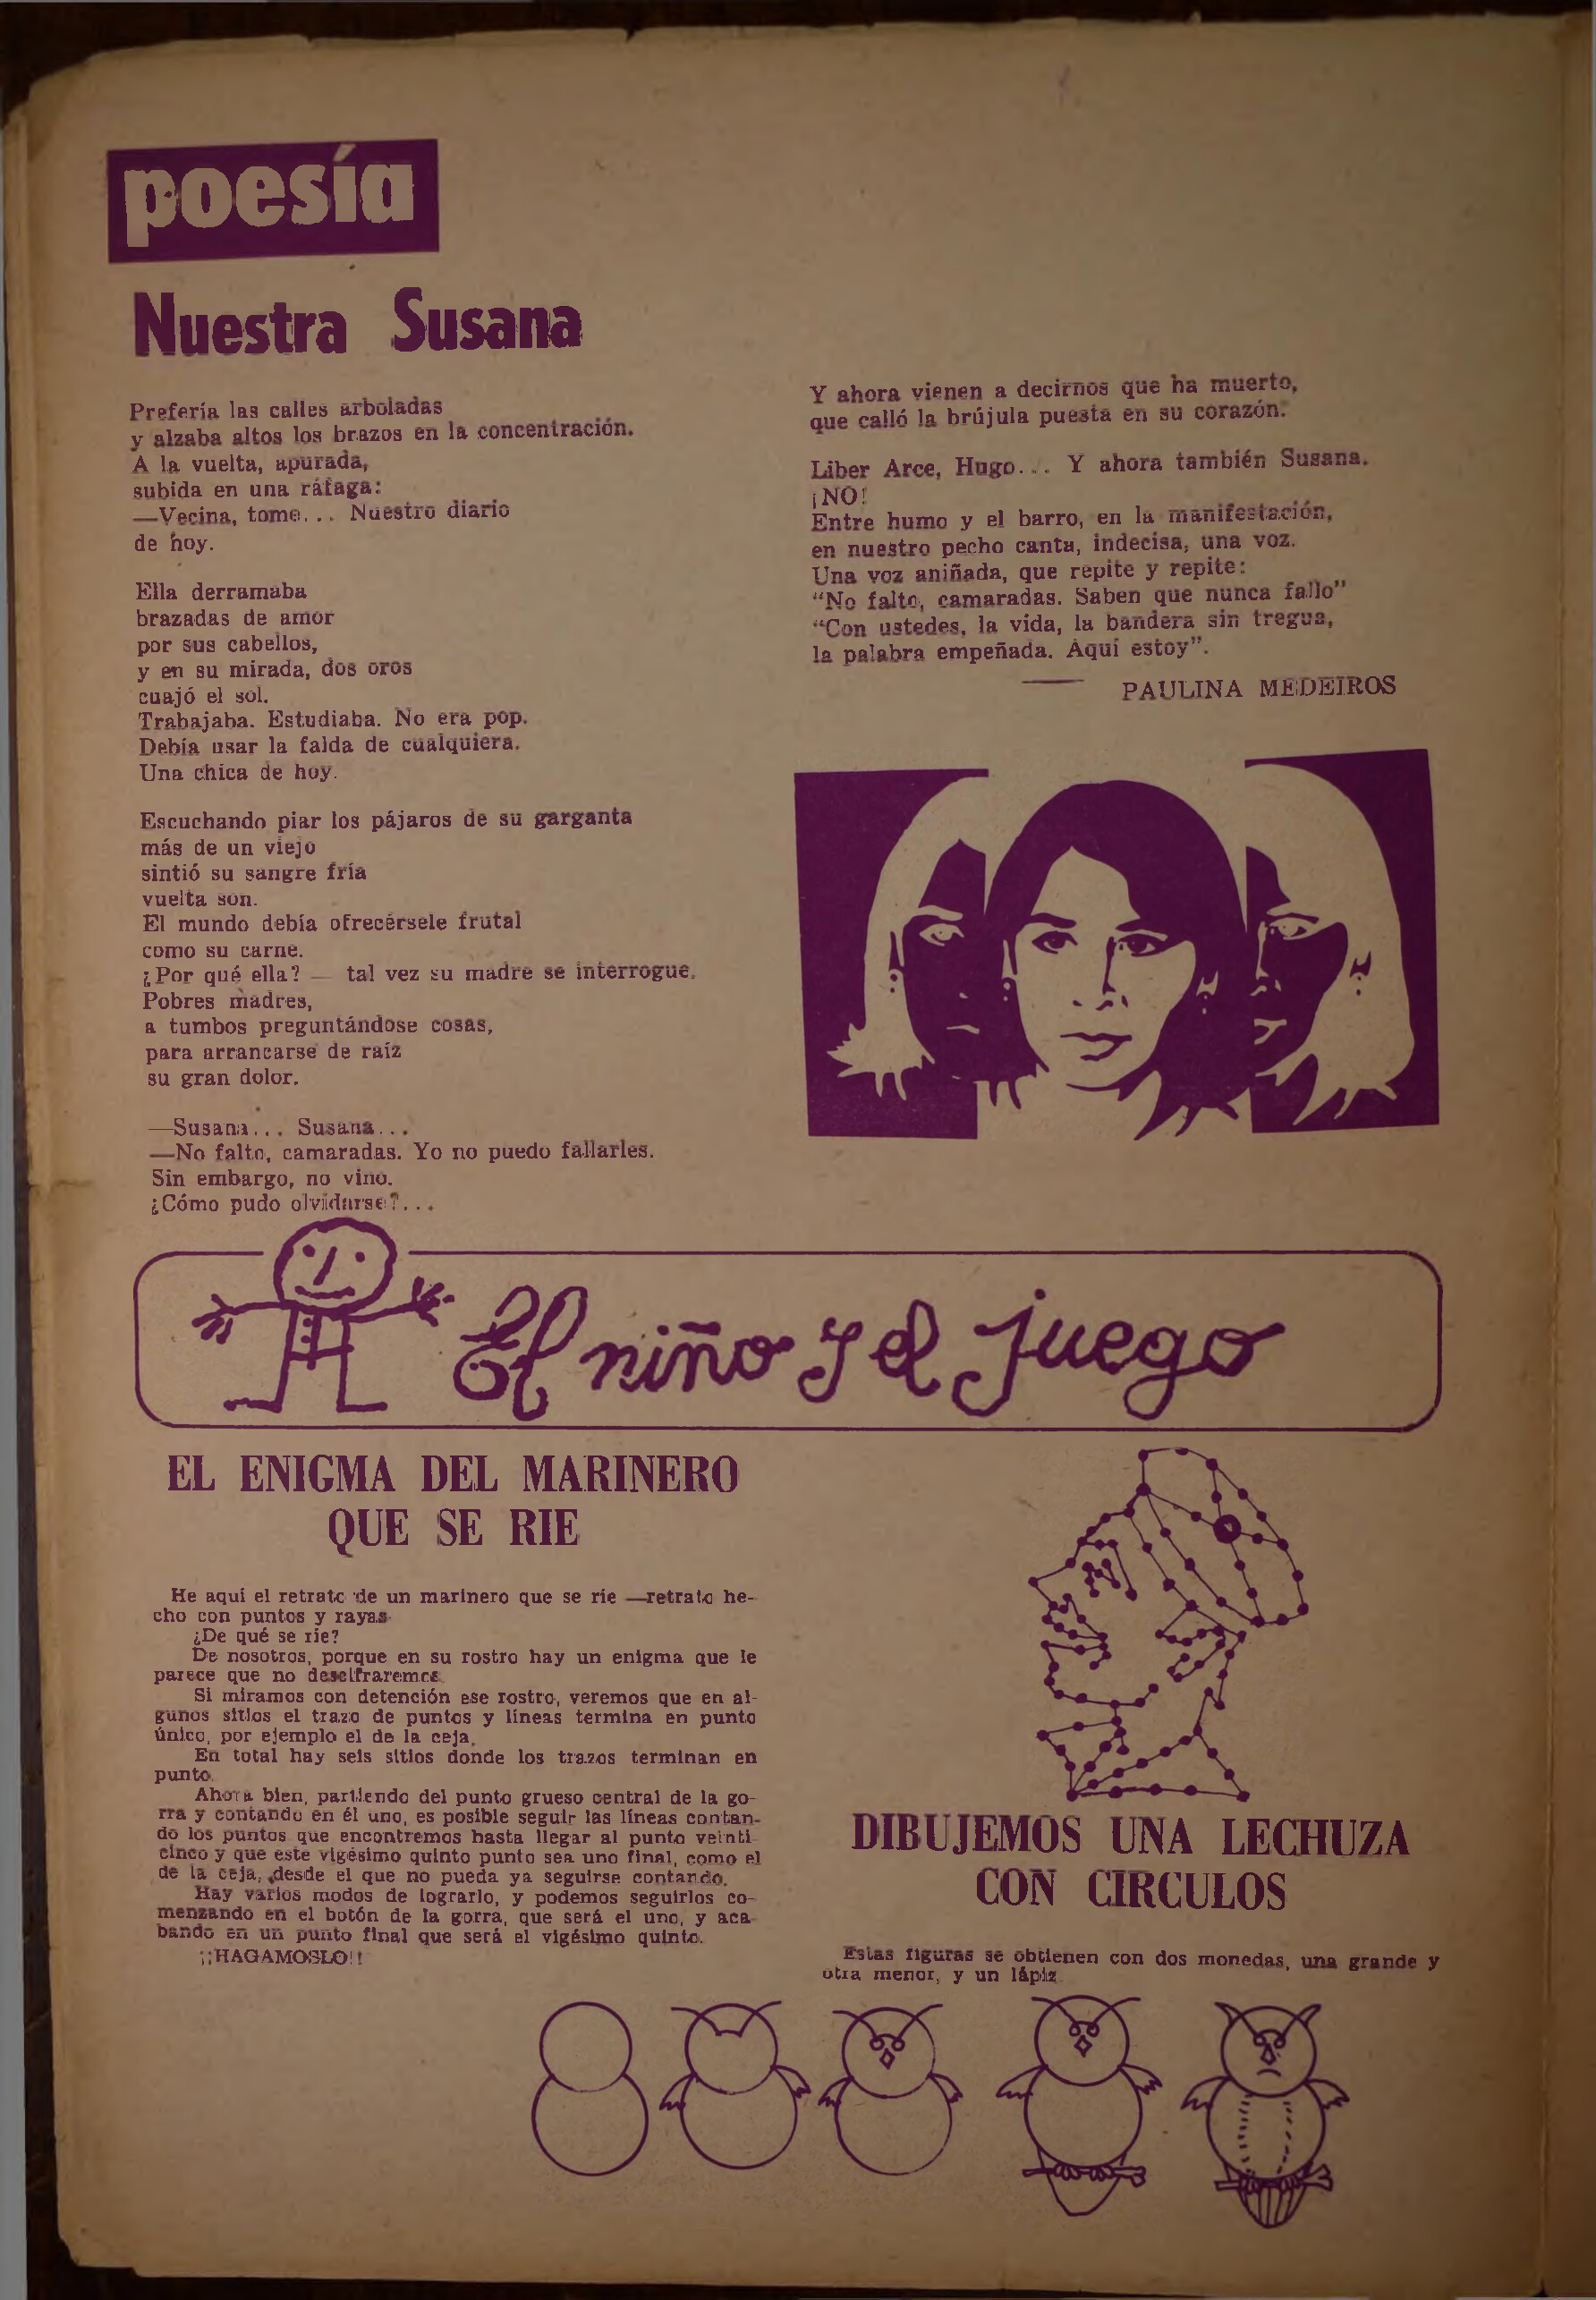 poesía
Nuestra Susana
Prefería las calles arboladas
y alzaba altos los brazos en la concentración.
A la vuelta, apurada,
subida en una ráfaga:
—Vecina, tome... Nuestro diario
de hoy.
Ella derramaba
brazadas de amor
por sus cabellos,
y en su mirada, dos oros
cuajó el sol.
Trabajaba. Estudiaba. No era pop.
Debía usar la falda de cualquiera.
Una chica de hoy.
Escuchando piar los pájaros de su garganta
más de un viejo
sintió su sangre fría
vuelta son.
El mundo debía ofrecérsele frutal
como su carne.
¿Por qué ella? — tal vez su madre se interrogue.
Pobres madres,
a tumbos preguntándose cosas,
para arrancarse de raíz
su gran dolor.
—Susana... Susana...
—No falto, camaradas. Yo no puedo fallarles.
Sin embargo, no vino.
¿Cómo pudo olvidarse?...
Y ahora vienen a decirnos que ha muerto,
que calló la brújula puesta en su corazón.
Liber Arce, Hugo... Y ahora también Susana.
¡NO!
Entre humo y el barro, en la manifestación,
en nuestro pecho canta, indecisa, una voz.
Una voz aniñada, que repite y repite:
"No falto, camaradas. Saben que nunca fallo"
"Con ustedes, la vida, la bandera sin tregua,
la palabra empeñada. Aquí estoy".
PAULINA MEDEIROS
El niño y el juego
EL ENIGMA DEL MARINERO
QUE SE RIE
He aquí el retrato de un marinero que se ríe —retrato he-
cho con puntos y rayas
¿De qué se ríe?
De nosotros, porque en su rostro hay un enigma que le
parece que no descifraremos
Si miramos con detención ese rostro, veremos que en al-
gunos sitios el trazo de puntos y líneas termina en punto
único, por ejemplo el de la ceja.
En total hay seis sitios donde los trazos terminan en
punto.
Ahora bien, partiendo del punto grueso central de la go-
rra y contando en él uno, es posible seguir las líneas contan-
do los puntos que encontremos hasta llegar al punto veinti-
cinco y que este vigésimo quinto punto sea uno final, como el
de la ceja, desde el que no pueda ya seguirse contando.
Hay varios modos de lograrlo, y podemos seguirlos co-
menzando en el botón de la gorra, que será el uno, y aca-
bando en un punto final que será el vigésimo quinto.
¡¡HAGAMOSLO!!
DIBUJEMOS UNA LECHUZA
CON CIRCULOS
Estas figuras se obtienen con dos monedas, una grande y
otra menor, y un lápiz